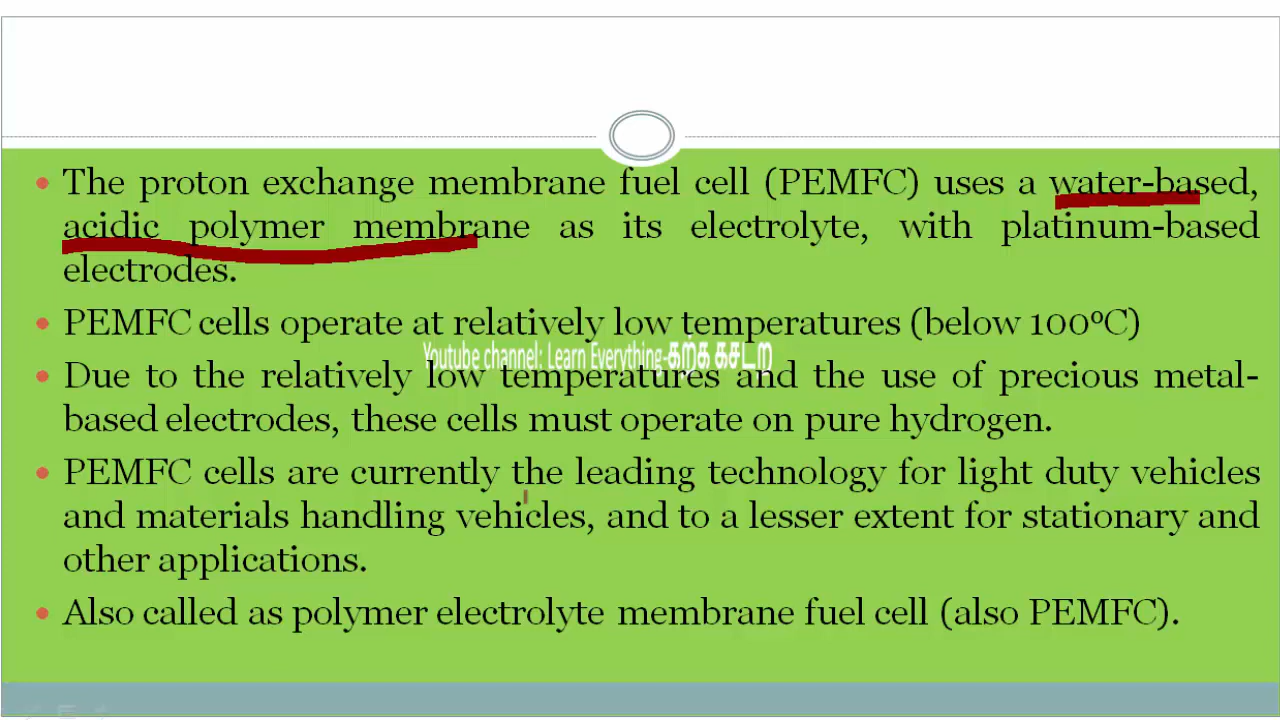 The proton exchange membrane fuel cell (PEMFC) uses a water-based,
acidic polymer membrane as its electrolyte, with platinum-based
electrodes.
PEMFC cells operate at relatively low temperatures (below 100ºC)
Youtube channel: Learn Everything-கற்க கசடற
Due to the relatively low temperatures and the use of precious metal-
based electrodes, these cells must operate on pure hydrogen.
PEMFC cells are currently the leading technology for light duty vehicles
and materials handling vehicles, and to a lesser extent for stationary and
other applications.
Also called as polymer electrolyte membrane fuel cell (also PEMFC).